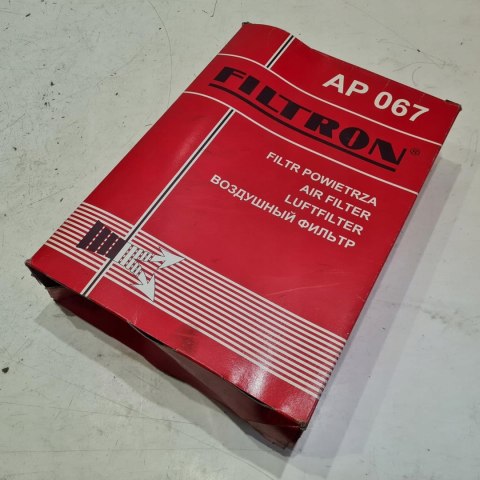 AP 067
FILTRON®
FILTR POWIETRZA
AIR FILTER
LUFTFILTER
ВОЗДУШНЫЙ ФИЛЬТР